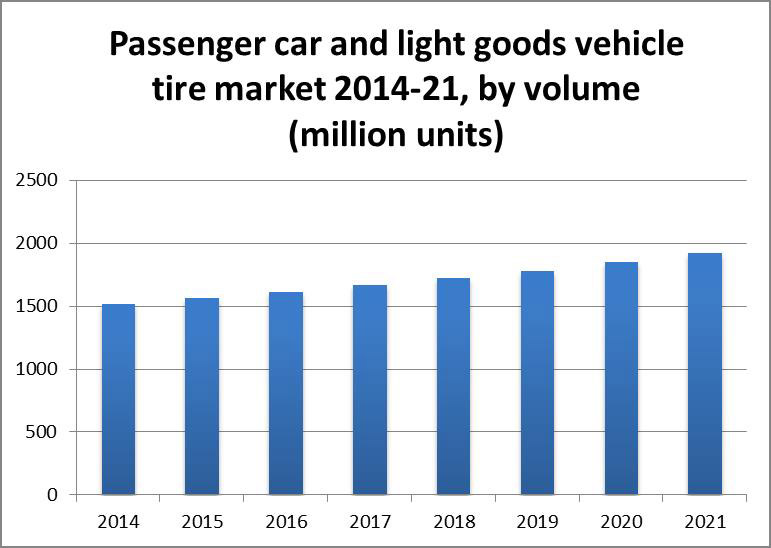 Passenger car and light goods vehicle
tire market 2014-21, by volume
(million units)
2500
2000
1500
1000
500
0
2014 2015 2016 2017 2018 2019 2020 2021